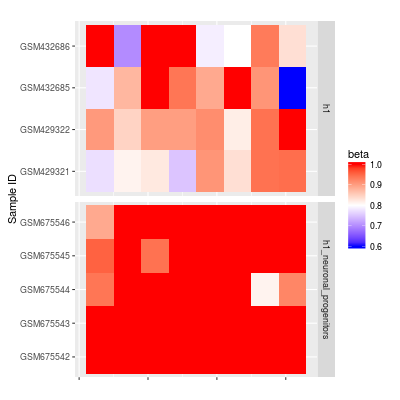 GSM432686
GSM432685
GSM429322
GSM429321
GSM675546
GSM675545
GSM675544
GSM675543
GSM675542
Sample ID
h1
h1_neuronal_progenitors
beta
1.0
0.9
0.8
0.7
0.6